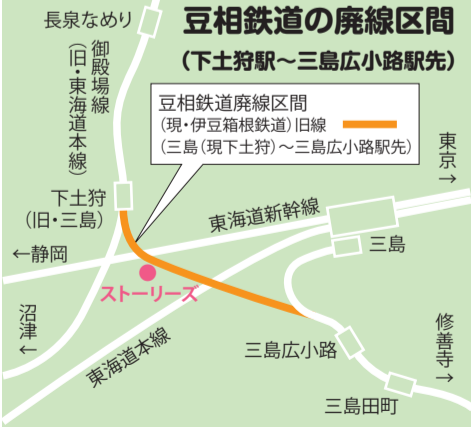 豆相鉄道の廃線区間
(下土狩駅〜三島広小路駅先)
長泉なめり
御殿場線
(旧・東海道本線)
豆相鉄道廃線区間
(現・伊豆箱根鉄道)旧線
(三島(現下土狩)〜三島広小路駅先)
東京→
下土狩
(旧・三島)
東海道新幹線
←静岡
三島
ストーリーズ
沼津←
東海道本線
三島広小路
修善寺→
三島田町